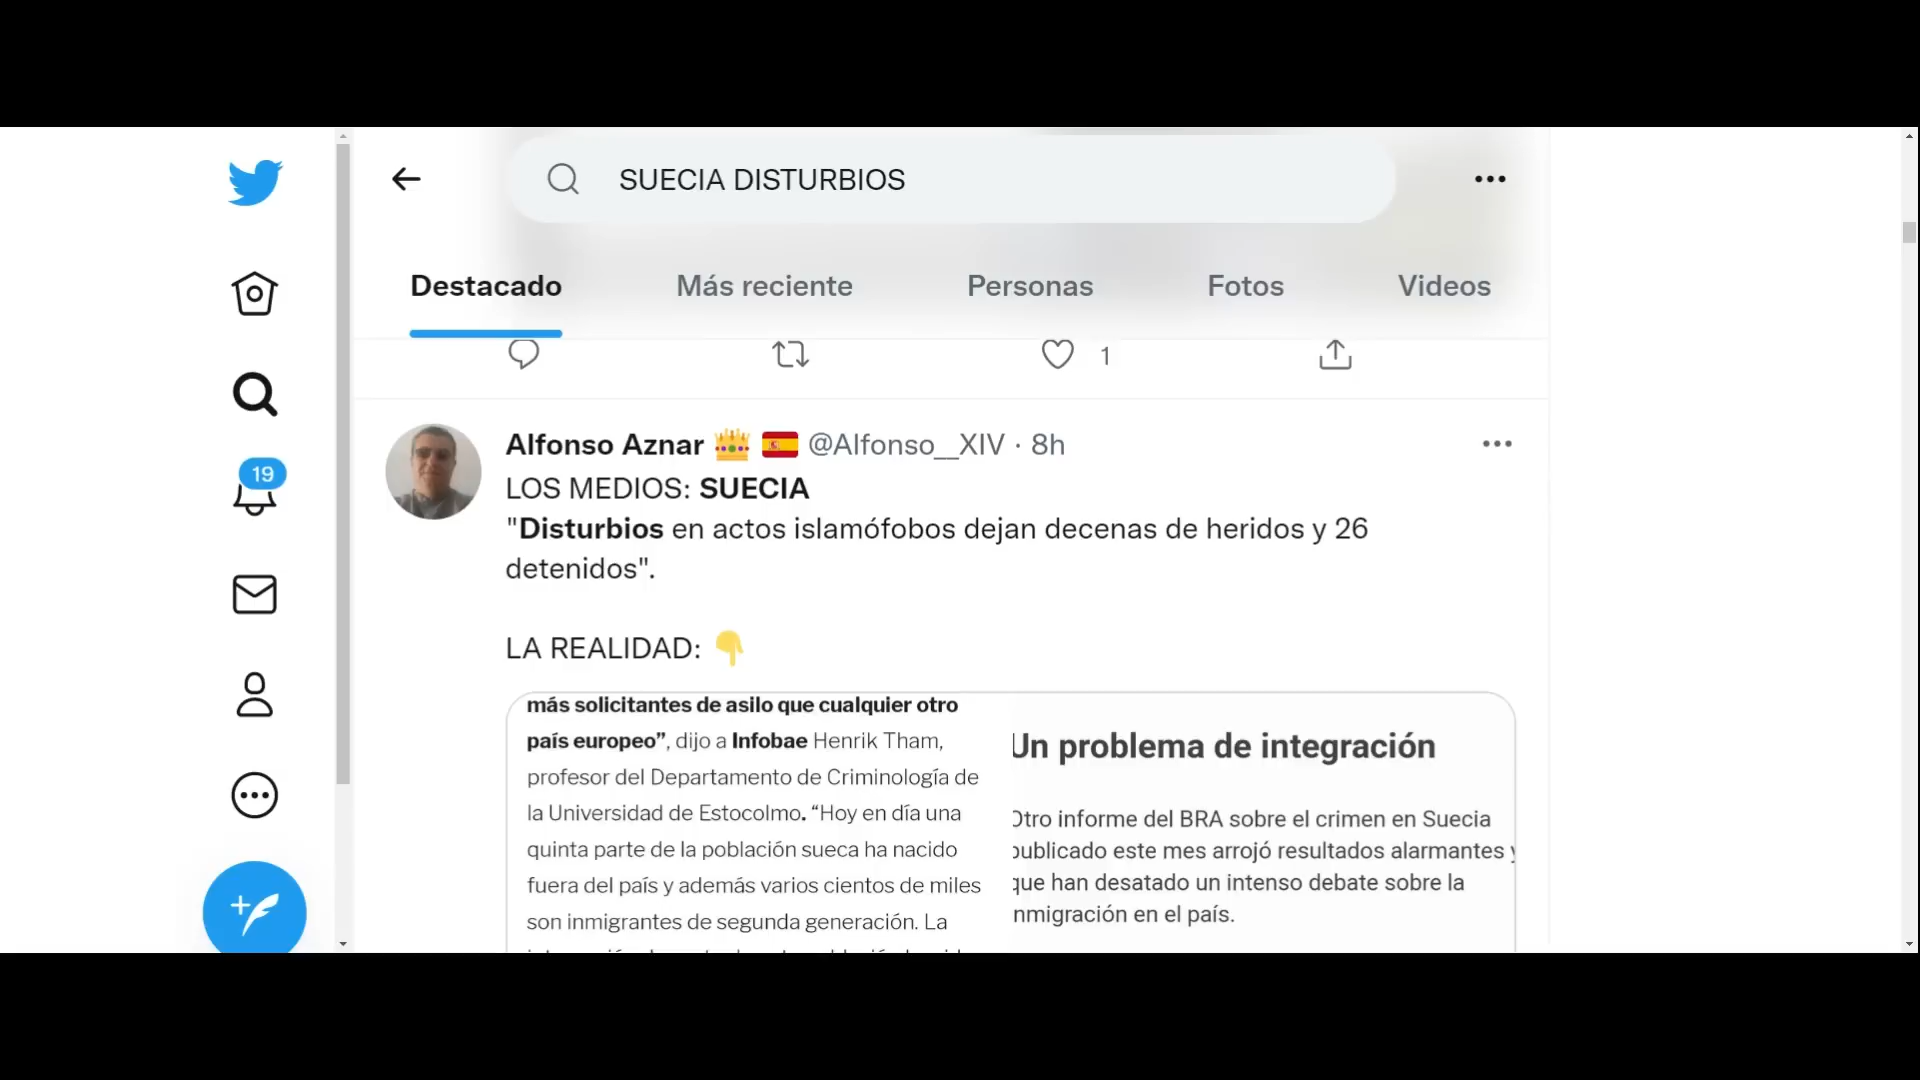 SUECIA DISTURBIOS
Destacado Más reciente Personas Fotos Videos
1
19
Alfonso Aznar @Alfonso__XIV · 8h
LOS MEDIOS: SUECIA
"Disturbios en actos islamófobos dejan decenas de heridos y 26
detenidos".
LA REALIDAD:
más solicitantes de asilo que cualquier otro
país europeo”, dijo a Infobae Henrik Tham,
profesor del Departamento de Criminología de
la Universidad de Estocolmo. “Hoy en día una
quinta parte de la población sueca ha nacido
fuera del país y además varios cientos de miles
son inmigrantes de segunda generación. La
Un problema de integración
Otro informe del BRA sobre el crimen en Suecia
publicado este mes arrojó resultados alarmantes y
que han desatado un intenso debate sobre la
nmigración en el país.